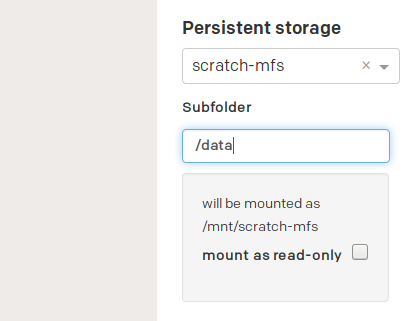 Persistent storage
scratch-mfs ×
Subfolder
/data
will be mounted as
/mnt/scratch-mfs
mount as read-only